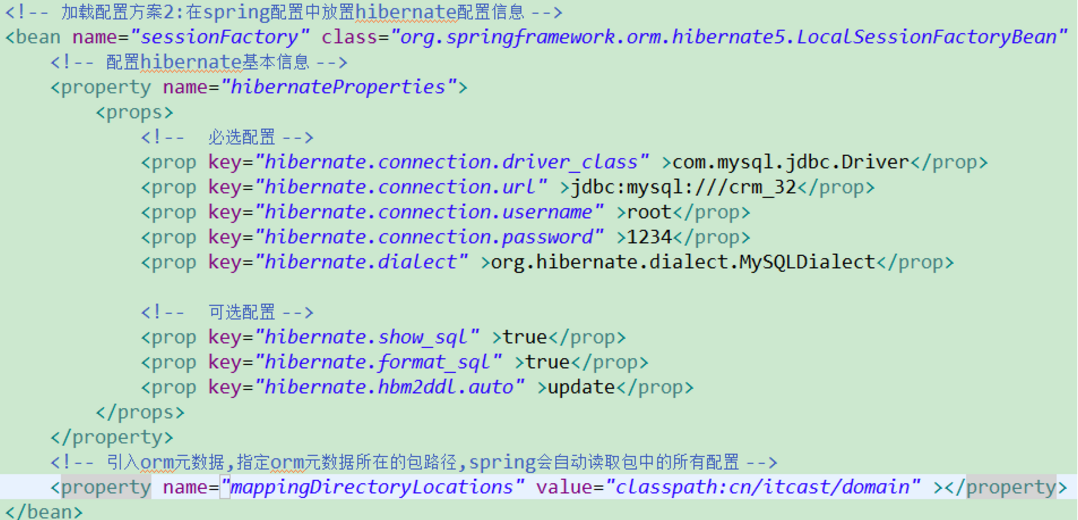 <!-- 加载配置方案2:在spring配置中放置hibernate配置信息 -->
<bean name="sessionFactory" class="org.springframework.orm.hibernate5.LocalSessionFactoryBean"
<!-- 配置hibernate基本信息 -->
<property name="hibernateProperties">
<props>
<!-- 必选配置 -->
<prop key="hibernate.connection.driver_class" >com.mysql.jdbc.Driver</prop>
<prop key="hibernate.connection.url" >jdbc:mysql:///crm_32</prop>
<prop key="hibernate.connection.username" >root</prop>
<prop key="hibernate.connection.password" >1234</prop>
<prop key="hibernate.dialect" >org.hibernate.dialect.MySQLDialect</prop>
<!-- 可选配置 -->
<prop key="hibernate.show_sql" >true</prop>
<prop key="hibernate.format_sql" >true</prop>
<prop key="hibernate.hbm2ddl.auto" >update</prop>
</props>
</property>
<!-- 引入orm元数据,指定orm元数据所在的包路径,spring会自动读取包中的所有配置 -->
<property name="mappingDirectoryLocations" value="classpath:cn/itcast/domain" ></property>
</bean>